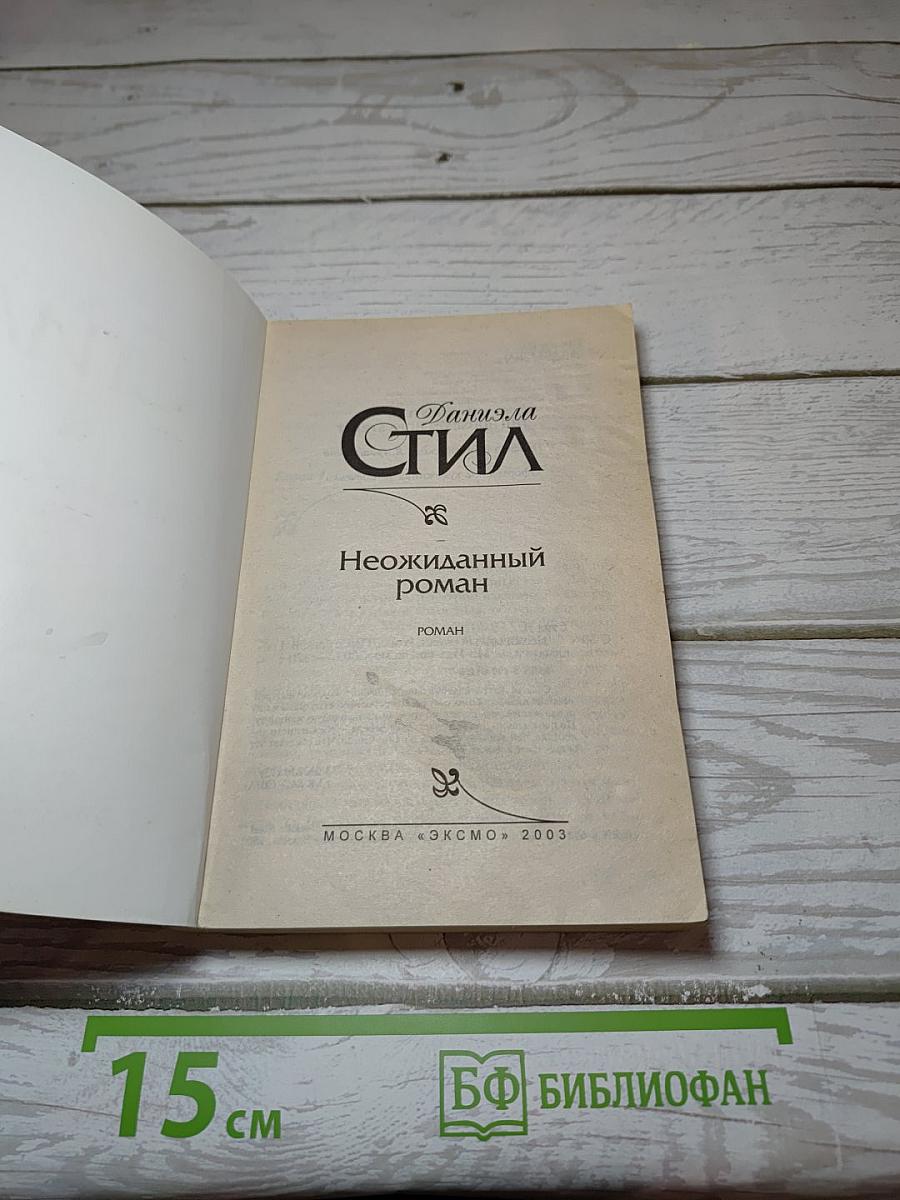 Даниэла
Стил
Неожиданный
роман
РОМАН
МОСКВА «ЭКСМО» 2003
15 см
БФ БИБЛИОФАН